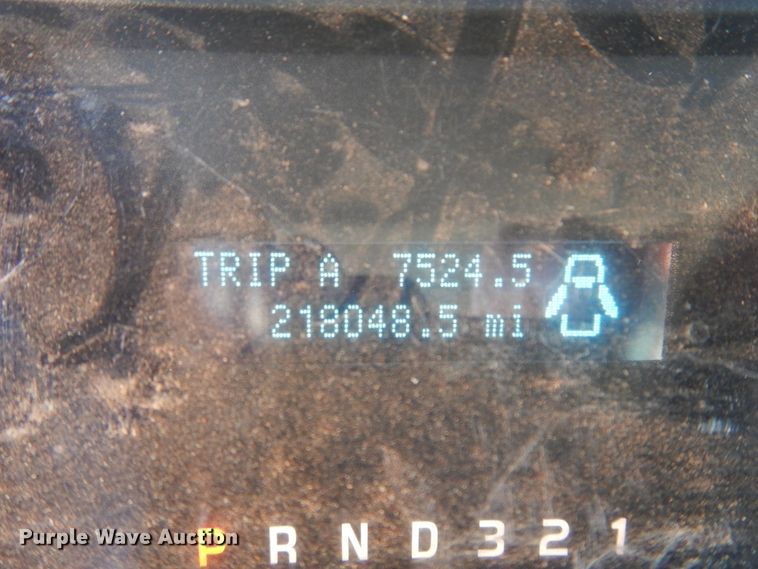 TRIP A 7524.5
218048.5 mi
P R N D 3 2 1
Purple Wave Auction